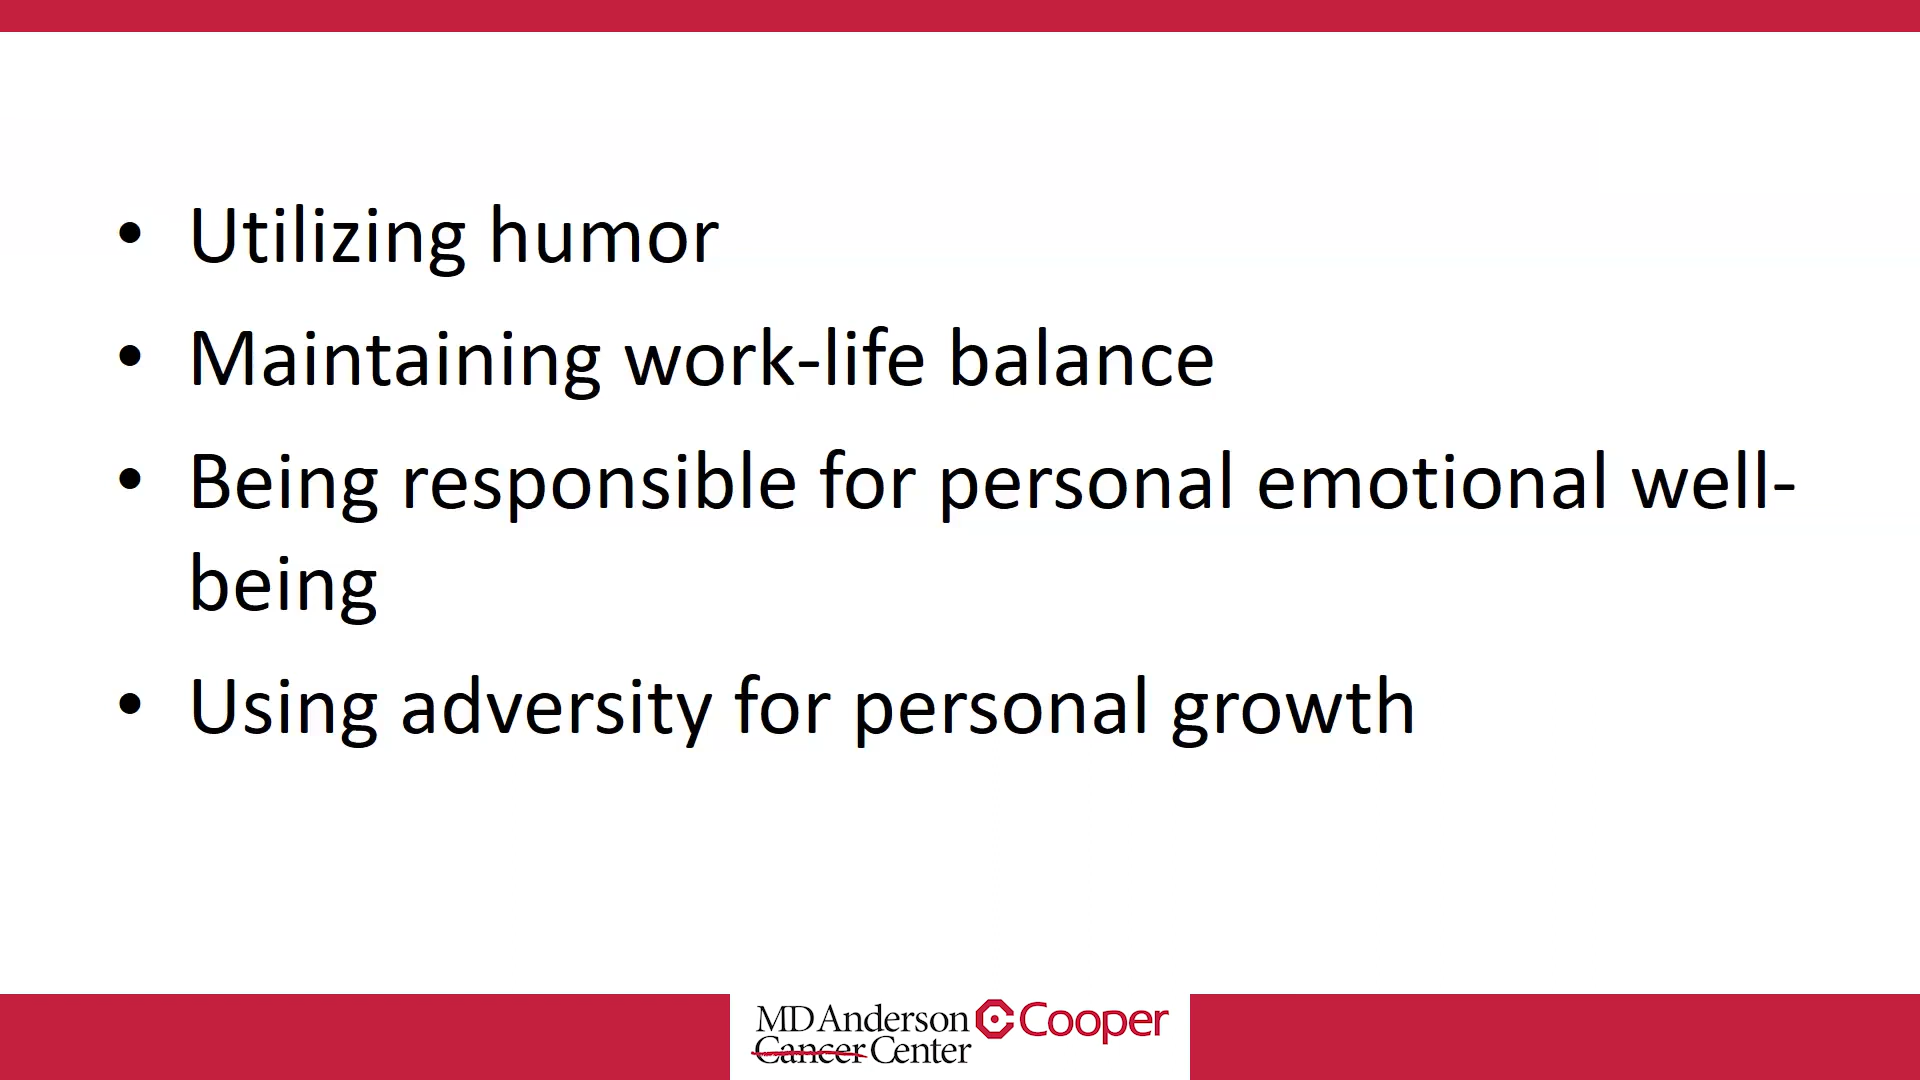 • Utilizing humor
• Maintaining work-life balance
• Being responsible for personal emotional well-
being
• Using adversity for personal growth
MD Anderson Cooper
Cancer Center